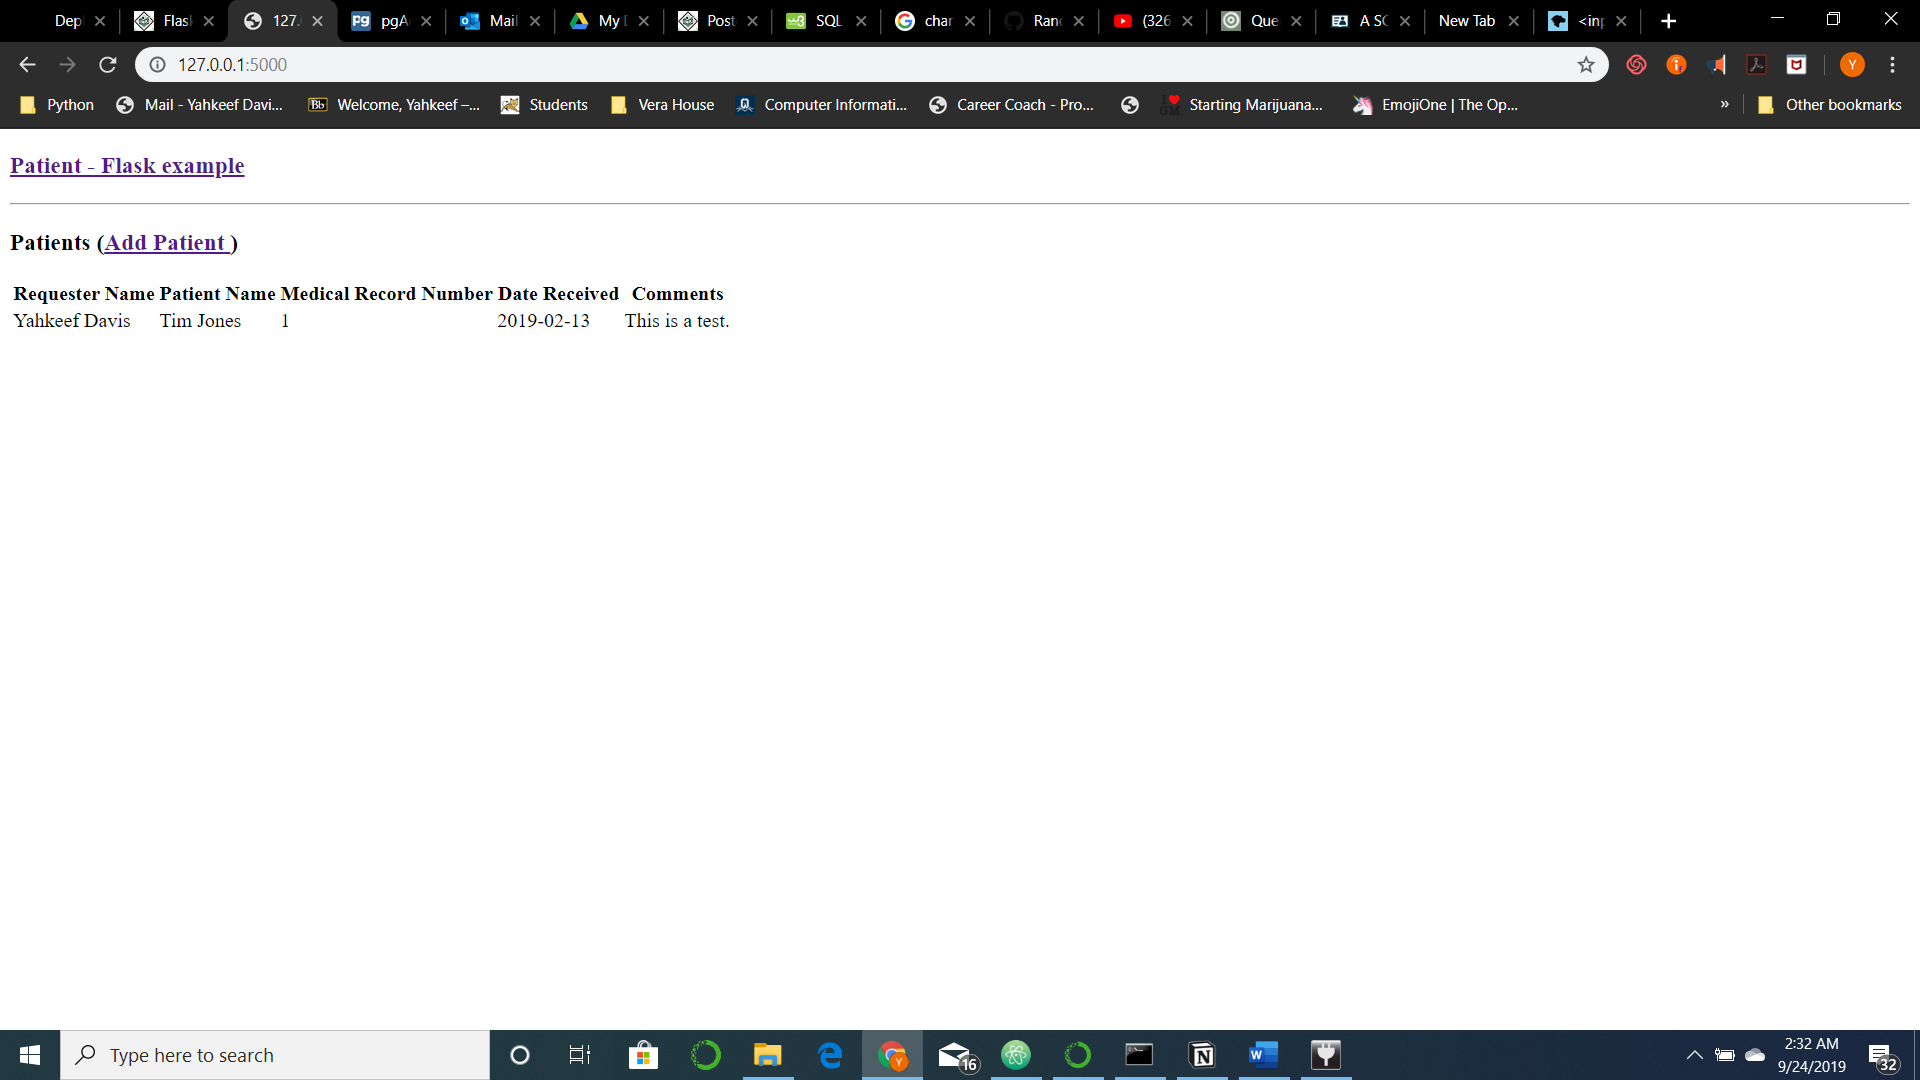 Dep Flas 127. pgA Mail My Post SQL char Ranc (326 Que A SC New Tab <inp
127.0.0.1:5000
Python Mail - Yahkeef Davi... Bb Welcome, Yahkeef –... Students Vera House Computer Informati... Career Coach - Pro... Starting Marijuana... EmojiOne | The Op... » Other bookmarks
Patient - Flask example
Patients (Add Patient )
Requester Name Patient Name Medical Record Number Date Received Comments
Yahkeef Davis Tim Jones 1 2019-02-13 This is a test.
Type here to search 16 2:32 AM
9/24/2019 32